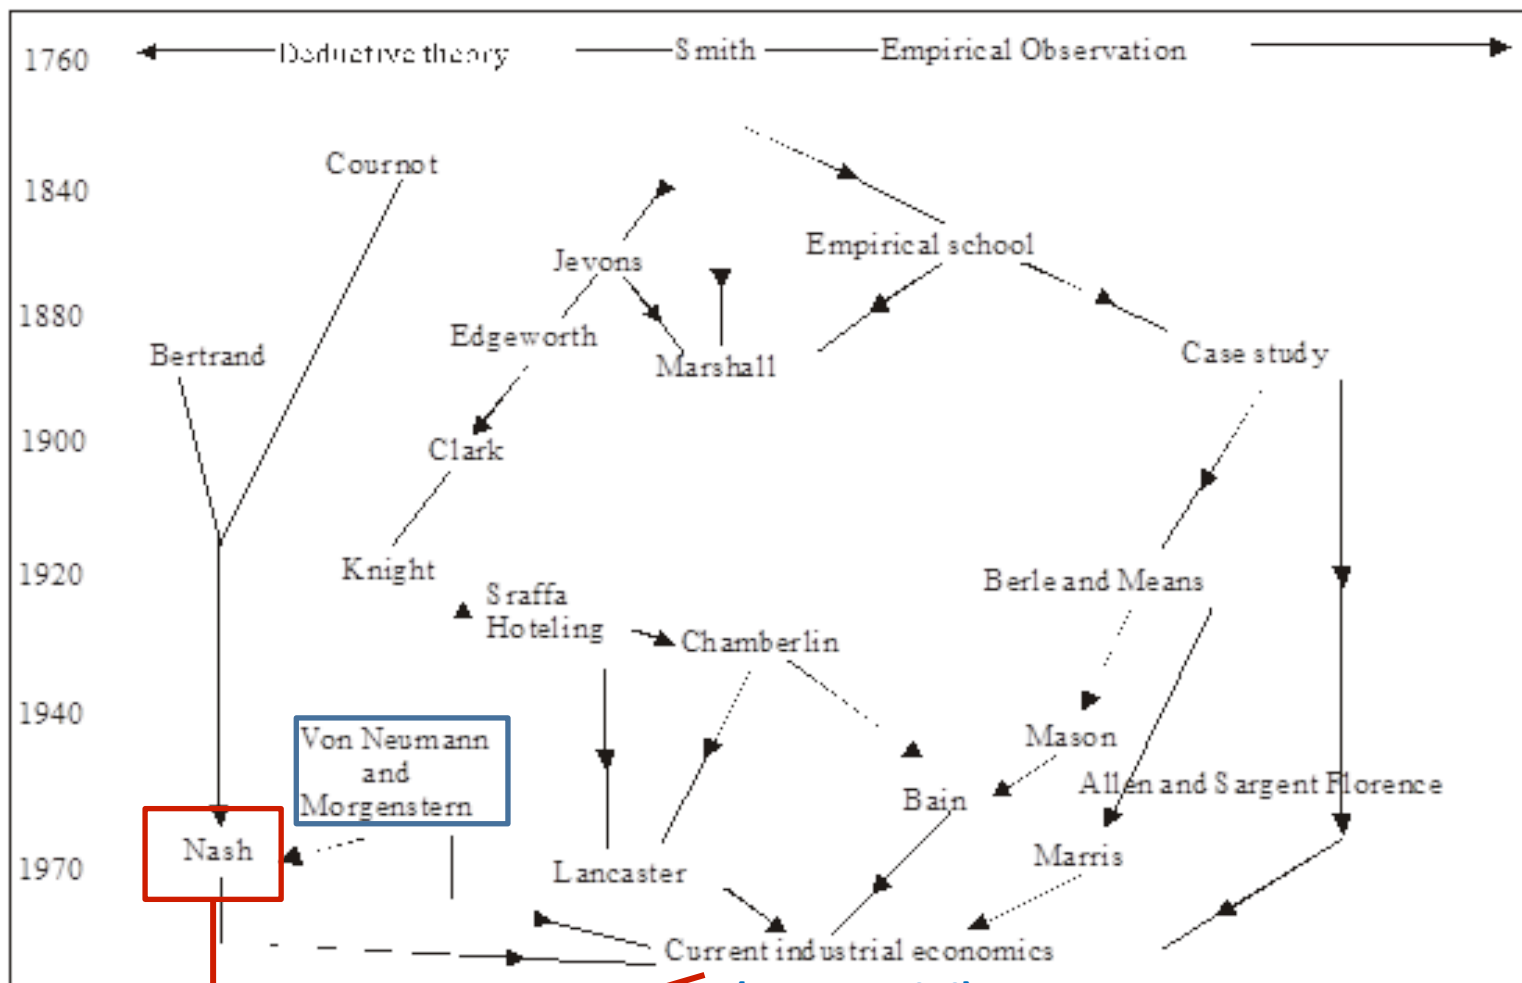 1760
Deductive theory
Smith
Empirical Observation
Cournot
1840
Empirical school
Jevons
1880
Edgeworth
Bertrand
Marshall
Case study
1900
Clark
1920
Knight
Sraffa
Hoteling
Berle and Means
Chamberlin
1940
Von Neumann
and
Morgenstern
Mason
Allen and Sargent Florence
Bain
Nash
Marris
1970
Lancaster
Current industrial economics